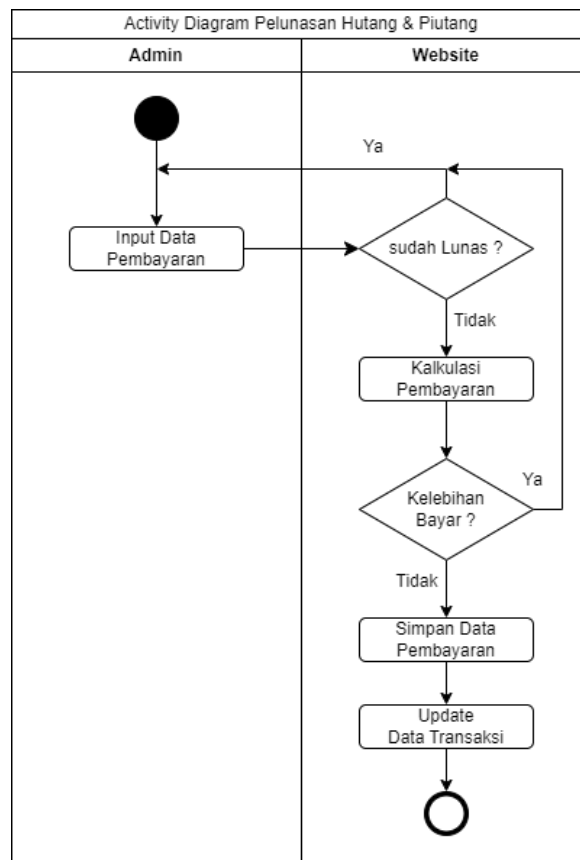 Activity Diagram Pelunasan Hutang & Piutang
Admin
Website
Ya
Input Data
Pembayaran
sudah Lunas ?
Tidak
Kalkulasi
Pembayaran
Kelebihan
Bayar ?
Ya
Tidak
Simpan Data
Pembayaran
Update
Data Transaksi